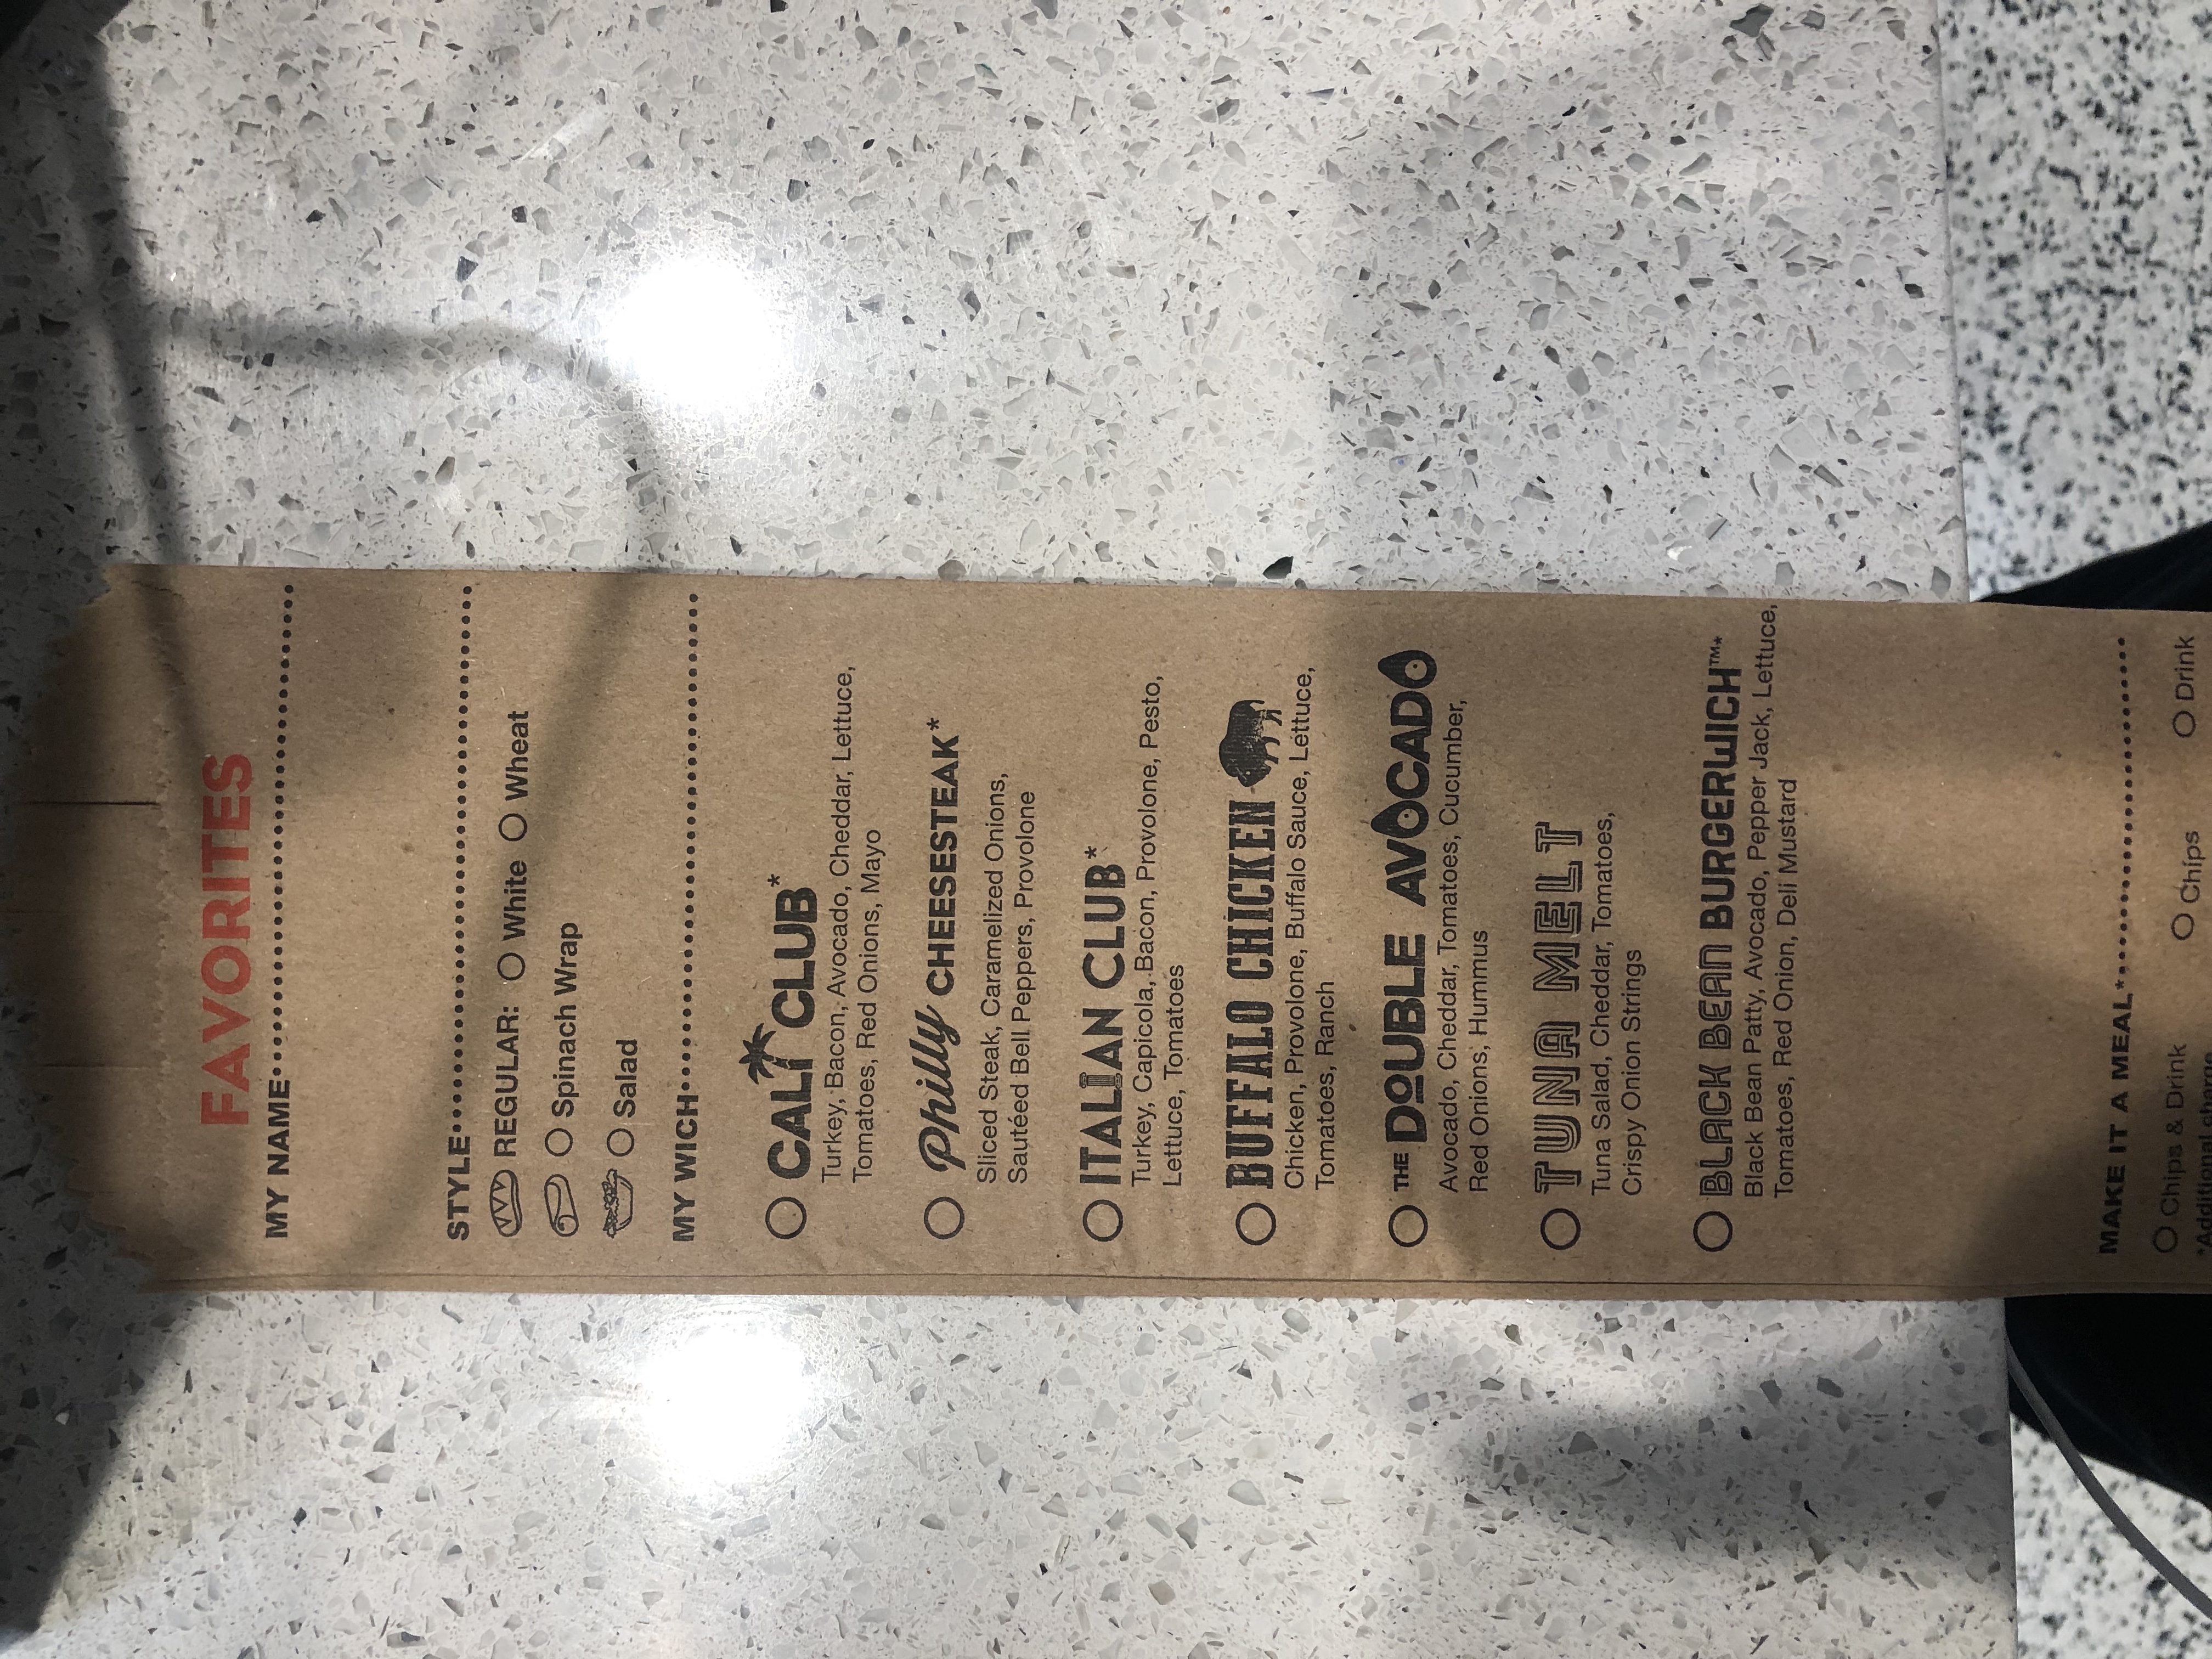 FAVORITES
MY NAME
STYLE
REGULAR: White Wheat
Spinach Wrap
Salad
MY WICH
CALI CLUB*
Turkey, Bacon, Avocado, Cheddar, Lettuce,
Tomatoes, Red Onions, Mayo
Philly CHEESESTEAK*
Sliced Steak, Caramelized Onions,
Sautéed Bell Peppers, Provolone
ITALIAN CLUB*
Turkey, Capicola, Bacon, Provolone, Pesto,
Lettuce, Tomatoes
BUFFALO CHICKEN
Chicken, Provolone, Buffalo Sauce, Lettuce,
Tomatoes, Ranch
THE DOUBLE AVOCADO
Avocado, Cheddar, Tomatoes, Cucumber,
Red Onions, Hummus
TUNA MELT
Tuna Salad, Cheddar, Tomatoes,
Crispy Onion Strings
BLACK BEAN BURGERWICH™*
Black Bean Patty, Avocado, Pepper Jack, Lettuce,
Tomatoes, Red Onion, Deli Mustard
MAKE IT A MEAL*
Chips & Drink Chips Drink
*Additional charge